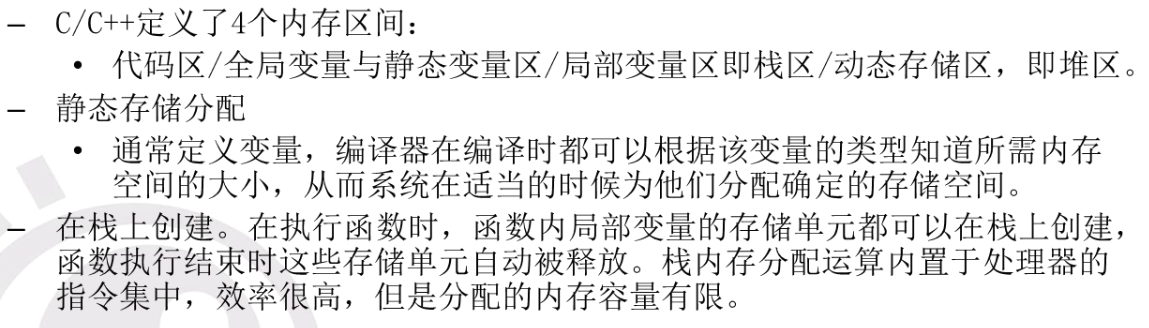 – C/C++定义了4个内存区间：
• 代码区/全局变量与静态变量区/局部变量区即栈区/动态存储区，即堆区。
– 静态存储分配
• 通常定义变量，编译器在编译时都可以根据该变量的类型知道所需内存
空间的大小，从而系统在适当的时候为他们分配确定的存储空间。
– 在栈上创建。在执行函数时，函数内局部变量的存储单元都可以在栈上创建，
函数执行结束时这些存储单元自动被释放。栈内存分配运算内置于处理器的
指令集中，效率很高，但是分配的内存容量有限。